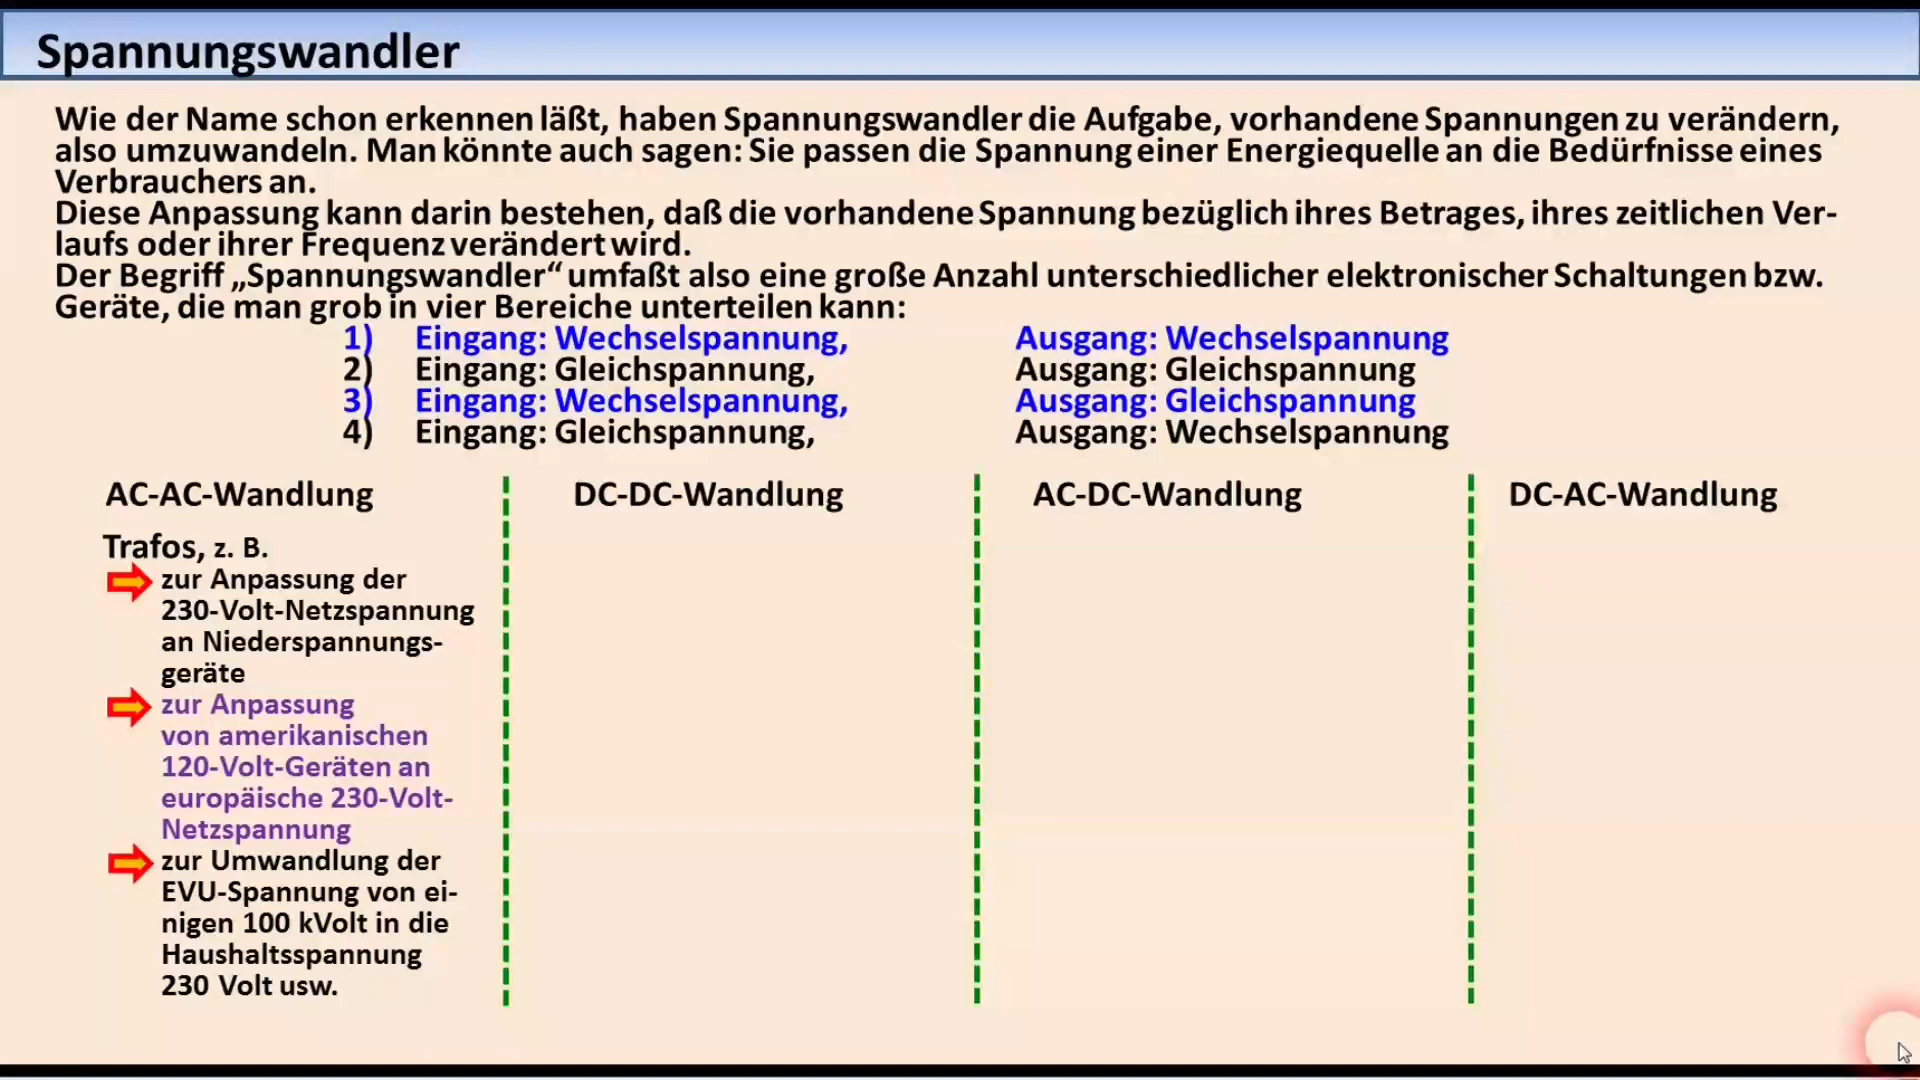 Spannungswandler
Wie der Name schon erkennen läßt, haben Spannungswandler die Aufgabe, vorhandene Spannungen zu verändern,
also umzuwandeln. Man könnte auch sagen: Sie passen die Spannung einer Energiequelle an die Bedürfnisse eines
Verbrauchers an.
Diese Anpassung kann darin bestehen, daß die vorhandene Spannung bezüglich ihres Betrages, ihres zeitlichen Ver-
laufs oder ihrer Frequenz verändert wird.
Der Begriff „Spannungswandler“ umfaßt also eine große Anzahl unterschiedlicher elektronischer Schaltungen bzw.
Geräte, die man grob in vier Bereiche unterteilen kann:
1) Eingang: Wechselspannung, Ausgang: Wechselspannung
2) Eingang: Gleichspannung, Ausgang: Gleichspannung
3) Eingang: Wechselspannung, Ausgang: Gleichspannung
4) Eingang: Gleichspannung, Ausgang: Wechselspannung
AC-AC-Wandlung DC-DC-Wandlung AC-DC-Wandlung DC-AC-Wandlung
Trafos, z. B.
zur Anpassung der
230-Volt-Netzspannung
an Niederspannungs-
geräte
zur Anpassung
von amerikanischen
120-Volt-Geräten an
europäische 230-Volt-
Netzspannung
zur Umwandlung der
EVU-Spannung von ei-
nigen 100 kVolt in die
Haushaltsspannung
230 Volt usw.